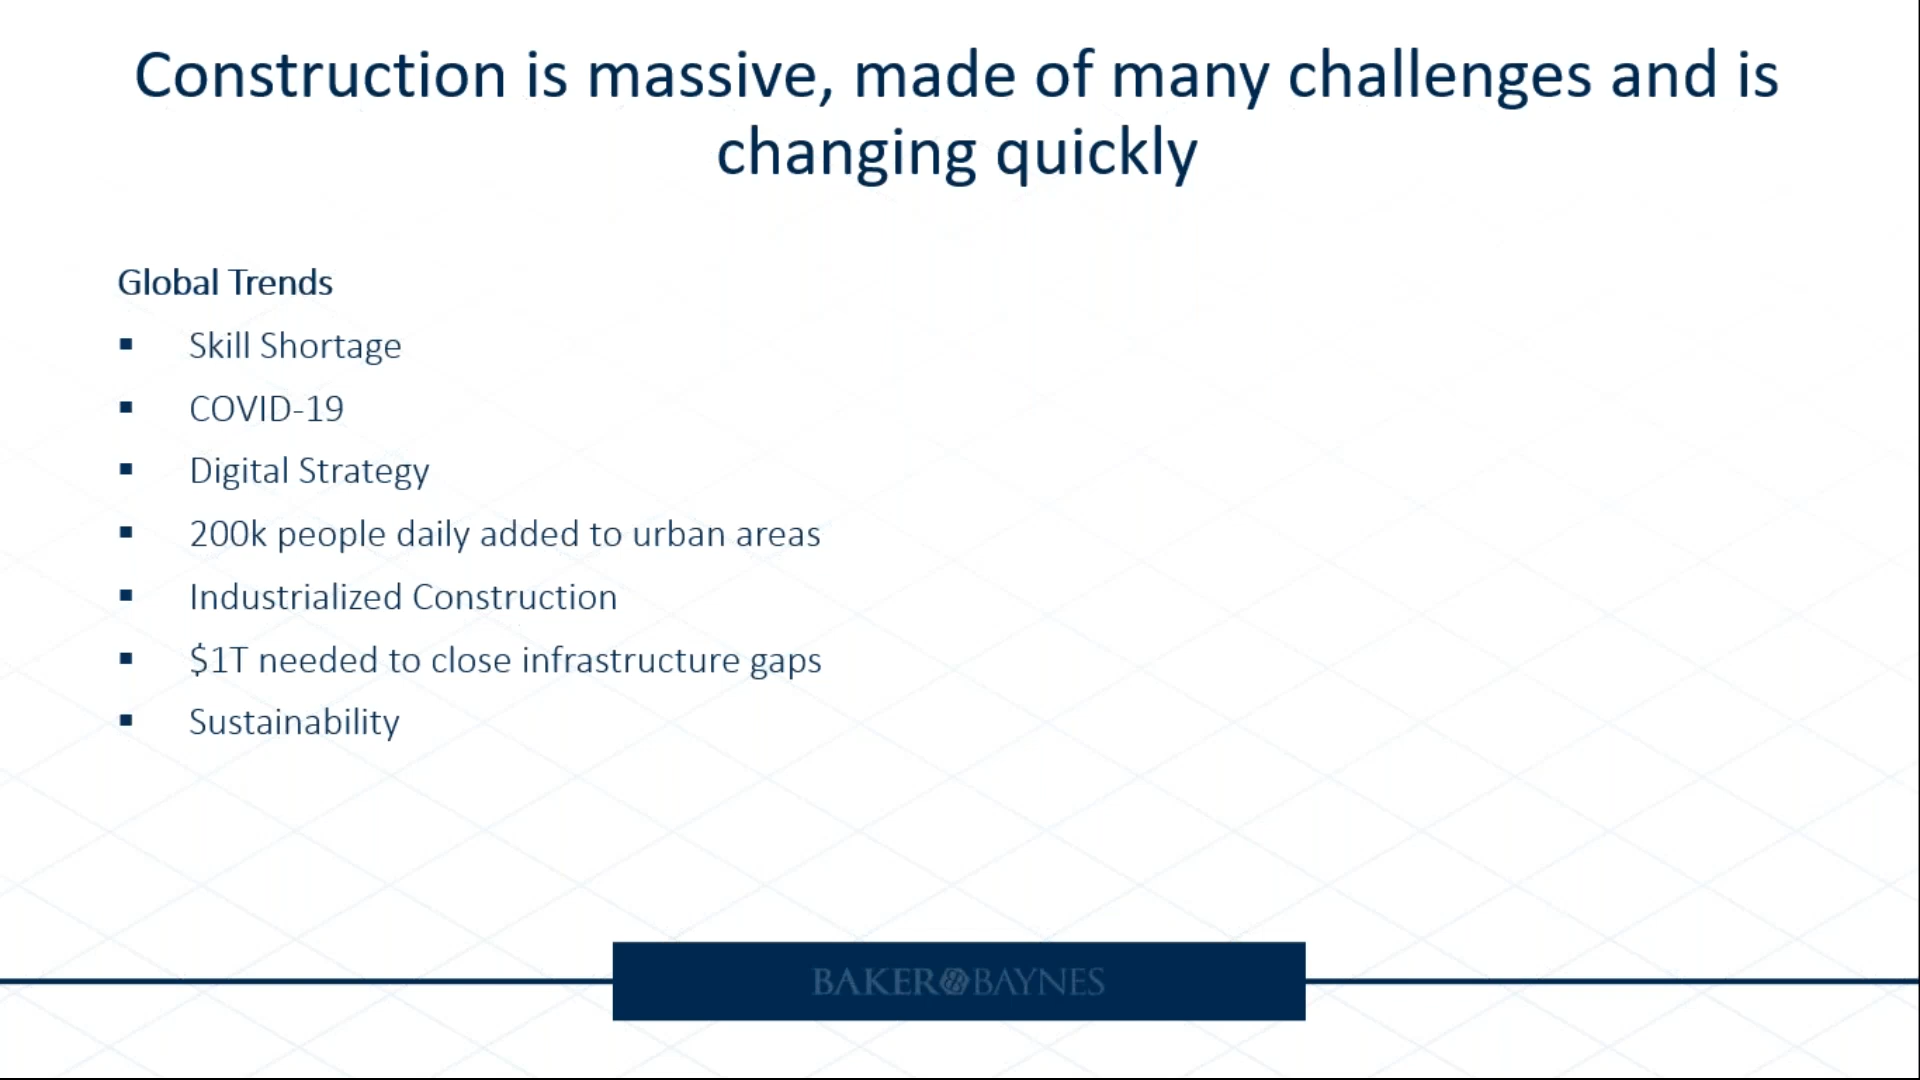 Construction is massive, made of many challenges and is
changing quickly
Global Trends
▪ Skill Shortage
▪ COVID-19
▪ Digital Strategy
▪ 200k people daily added to urban areas
▪ Industrialized Construction
▪ $1T needed to close infrastructure gaps
▪ Sustainability
BAKER BAYNES